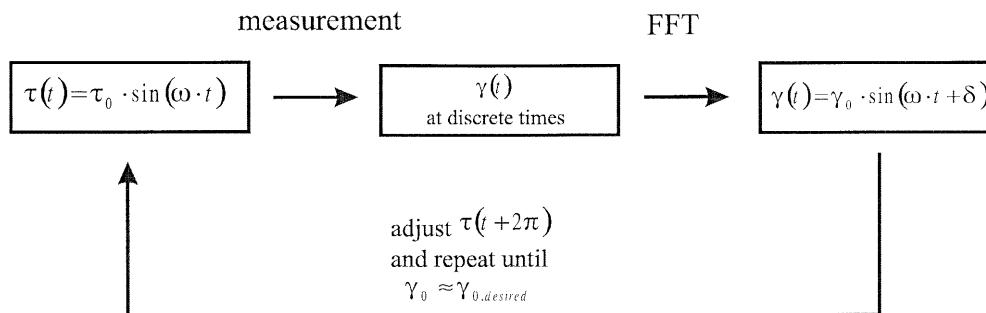 measurement
FFT
τ(t)=τ₀ ·sin(ω·t)
γ(t)
at discrete times
γ(t)=γ₀ ·sin(ω·t+δ)
adjust τ(t+2π)
and repeat until
γ₀ ≈γ₀.desired